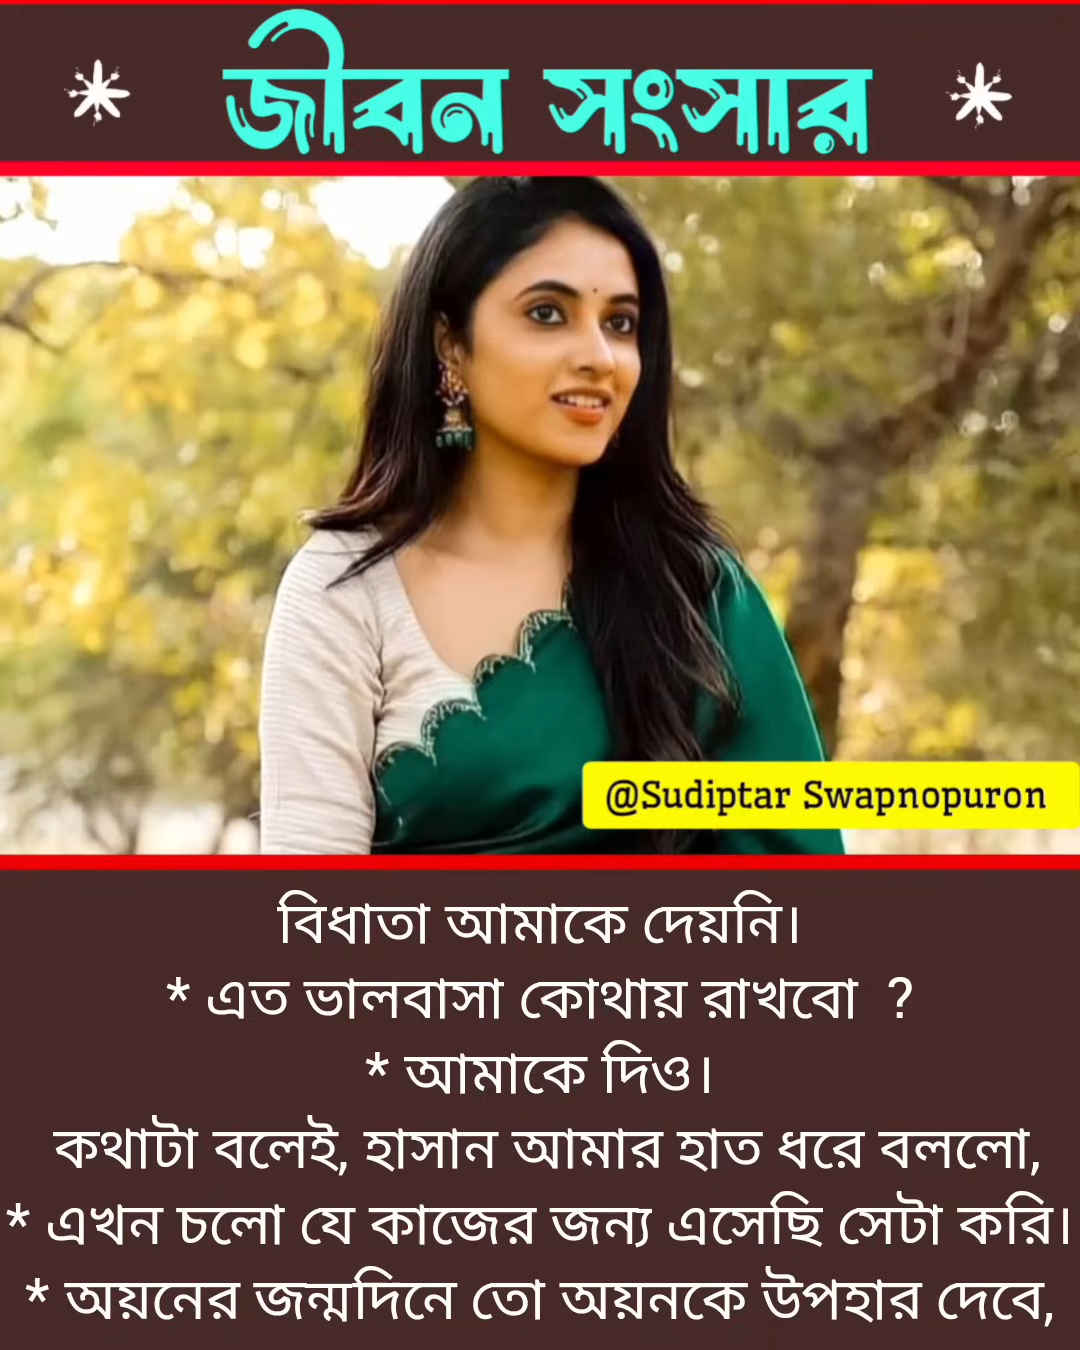 জীবন সংসার
@Sudiptar Swapnopuron
বিধাতা আমাকে দেয়নি।
* এত ভালবাসা কোথায় রাখবো ?
* আমাকে দিও।
কথাটা বলেই, হাসান আমার হাত ধরে বললো,
* এখন চলো যে কাজের জন্য এসেছি সেটা করি।
* অয়নের জন্মদিনে তো অয়নকে উপহার দেবে,